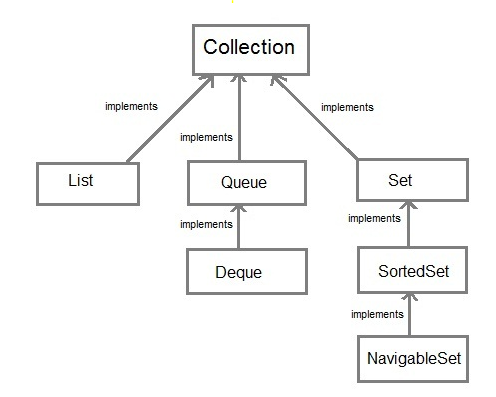 Collection
implements
implements
implements
List
Queue
Set
implements
implements
Deque
SortedSet
implements
NavigableSet